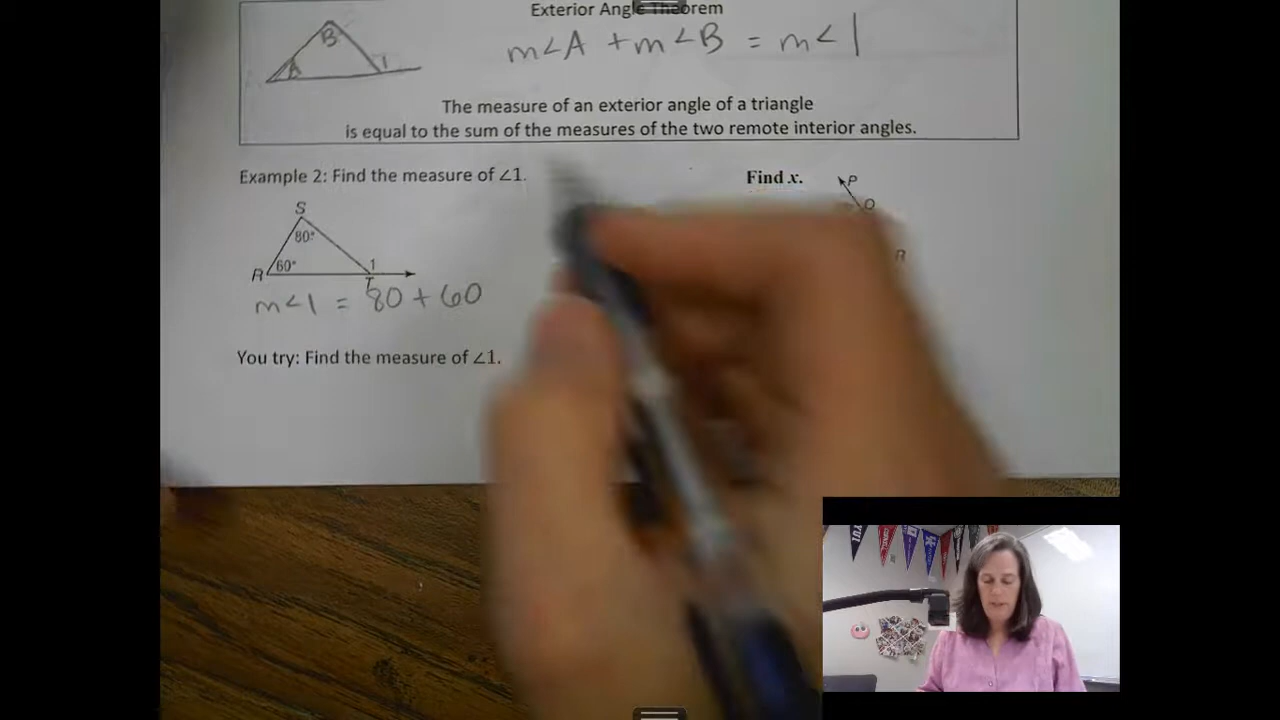 Exterior Angle Theorem
B
A
1
m∠A + m∠B = m∠1
The measure of an exterior angle of a triangle
is equal to the sum of the measures of the two remote interior angles.
Example 2: Find the measure of ∠1.
Find x.
P
Q
R
S
80°
R
60°
1
T
m∠1 = 80 + 60
You try: Find the measure of ∠1.